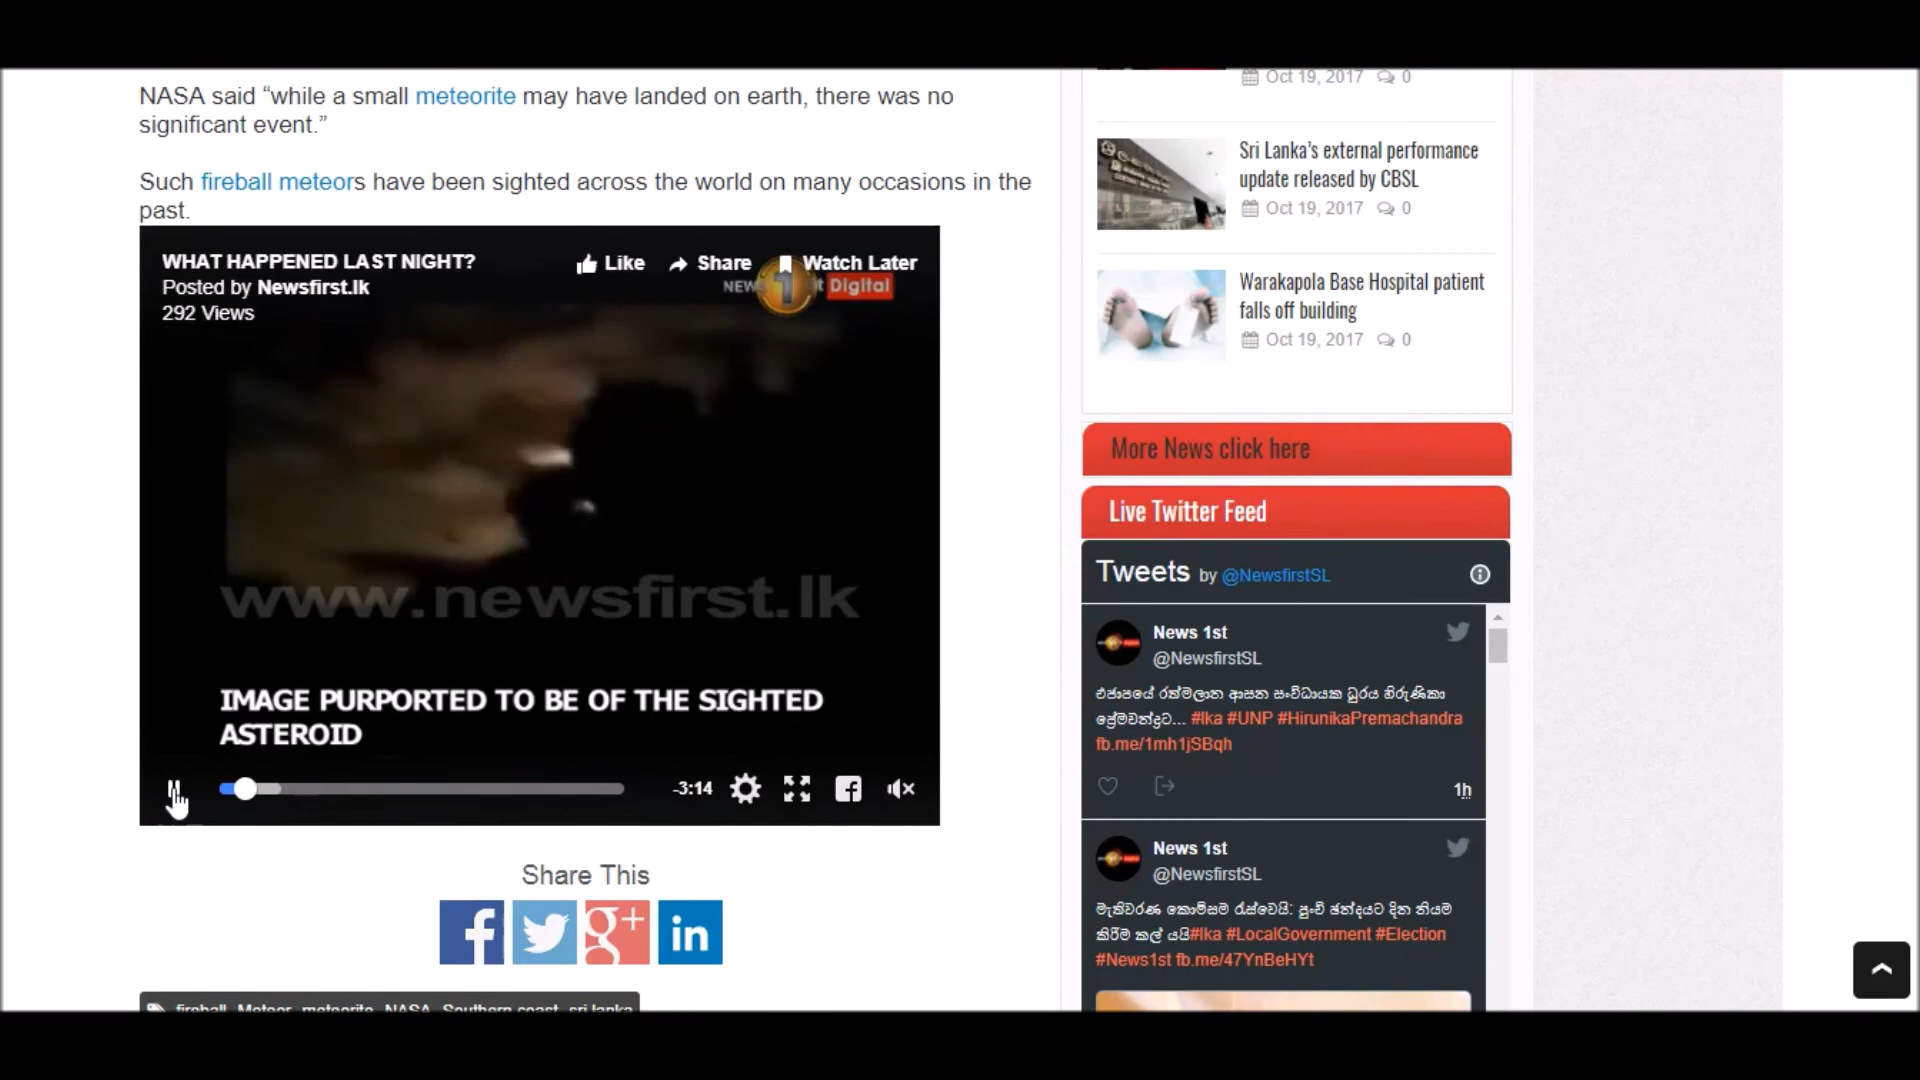 NASA said “while a small meteorite may have landed on earth, there was no
significant event.”
Such fireball meteors have been sighted across the world on many occasions in the
past.
WHAT HAPPENED LAST NIGHT?
Posted by Newsfirst.lk
292 Views
Like
Share
Watch Later
NEWS 1st Digital
www.newsfirst.lk
IMAGE PURPORTED TO BE OF THE SIGHTED
ASTEROID
-3:14
Share This
fireball, Meteor, meteorite, NASA, Southern coast, sri lanka
Oct 19, 2017 0
Sri Lanka’s external performance
update released by CBSL
Oct 19, 2017 0
Warakapola Base Hospital patient
falls off building
Oct 19, 2017 0
More News click here
Live Twitter Feed
Tweets by @NewsfirstSL
News 1st
@NewsfirstSL
එජාපයේ රත්මලාන ආසන සංවිධායක ධුරය හිරුණිකා
ප්‍රේමචන්ද්‍රට... #lka #UNP #HirunikaPremachandra
fb.me/1mh1jSBqh
1h
News 1st
@NewsfirstSL
මැතිවරණ කොමිසම රැස්වෙයි: පුංචි ඡන්දයට දින නියම
කිරීම කල් යයි#lka #LocalGovernment #Election
#News1st fb.me/47YnBeHYt